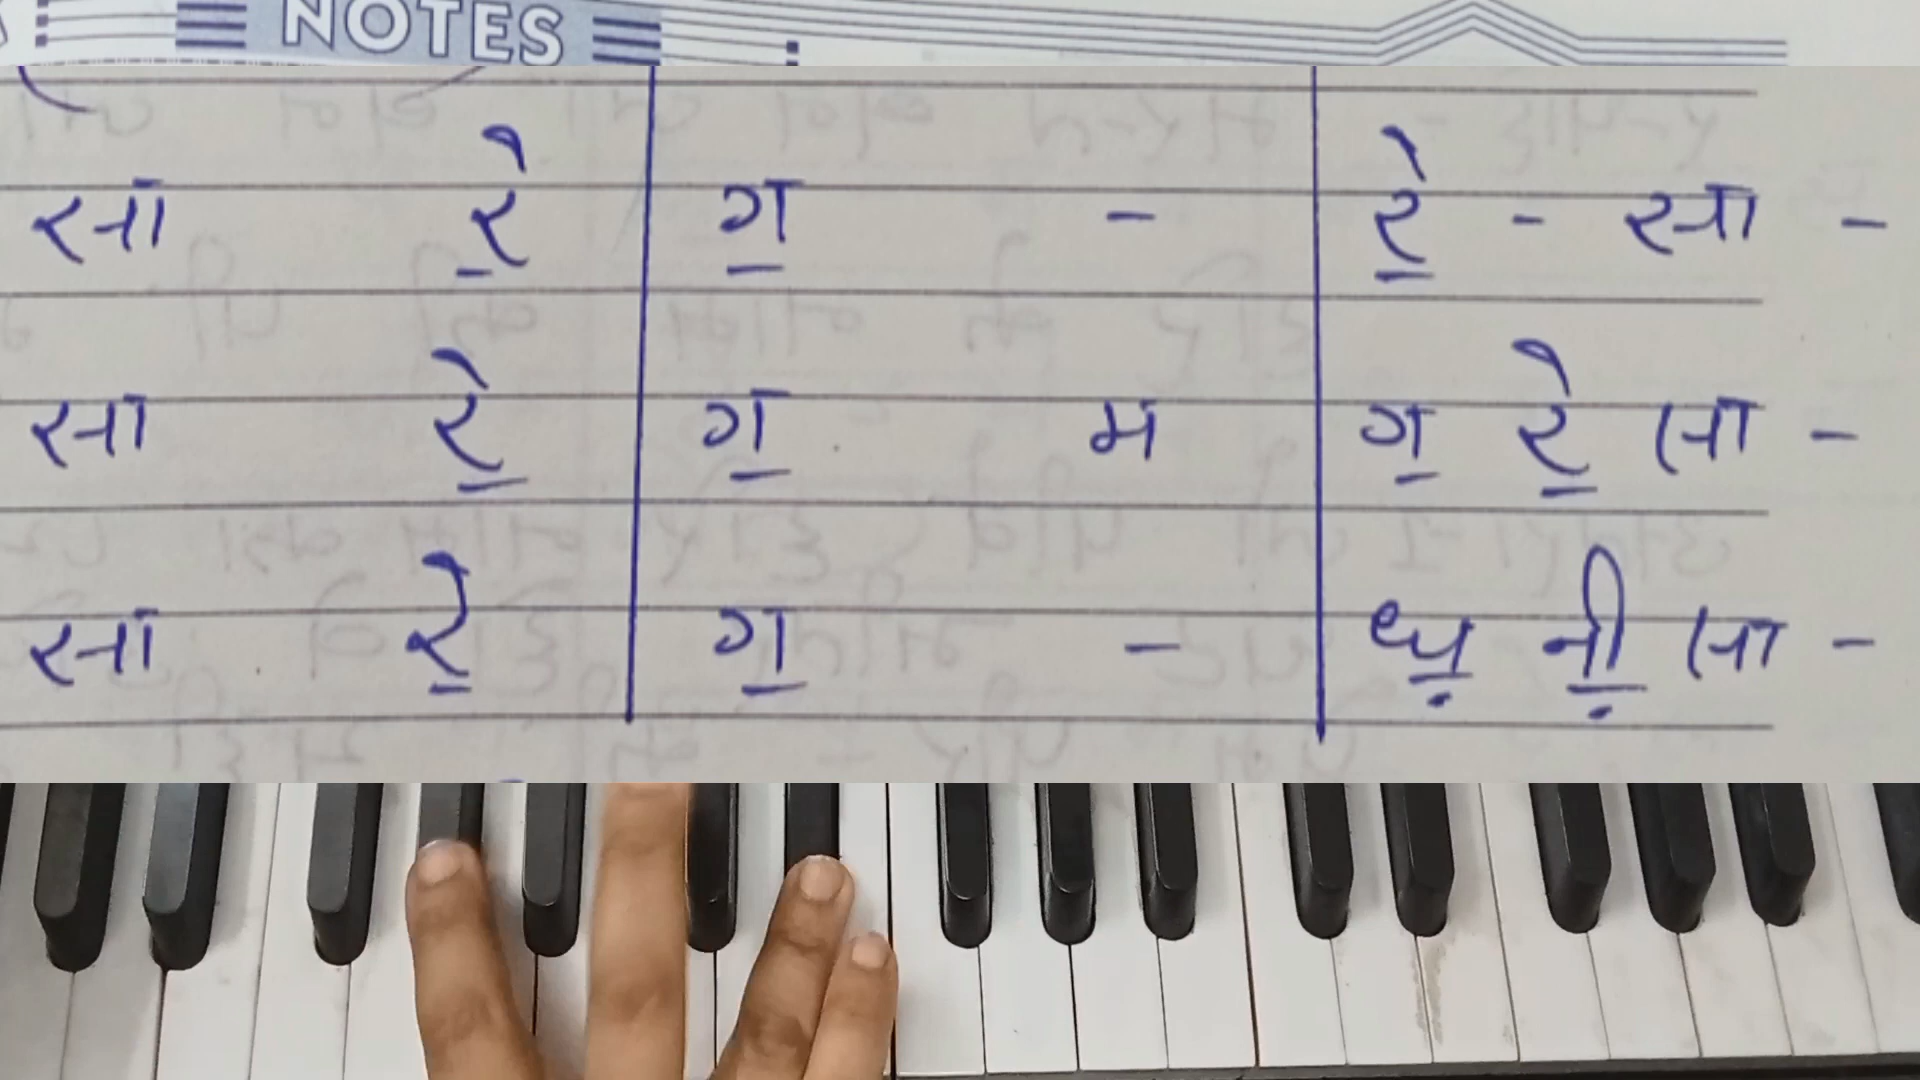 NOTES
सा रे॒ ग॒ - रे॒ - सा -
सा रे॒ ग॒ म ग॒ रे॒ सा -
सा रे॒ ग॒ - ध़॒ नी़॒ सा -